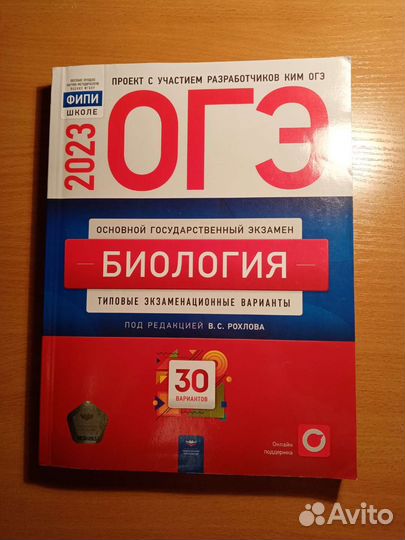 ПРОЕКТ С УЧАСТИЕМ РАЗРАБОТЧИКОВ КИМ ОГЭ
ФИПИ
ШКОЛЕ
2023
ОГЭ
ОСНОВНОЙ ГОСУДАРСТВЕННЫЙ ЭКЗАМЕН
БИОЛОГИЯ
ТИПОВЫЕ ЭКЗАМЕНАЦИОННЫЕ ВАРИАНТЫ
ПОД РЕДАКЦИЕЙ В.С. РОХЛОВА
30
ВАРИАНТОВ
Онлайн
поддержка
Avito